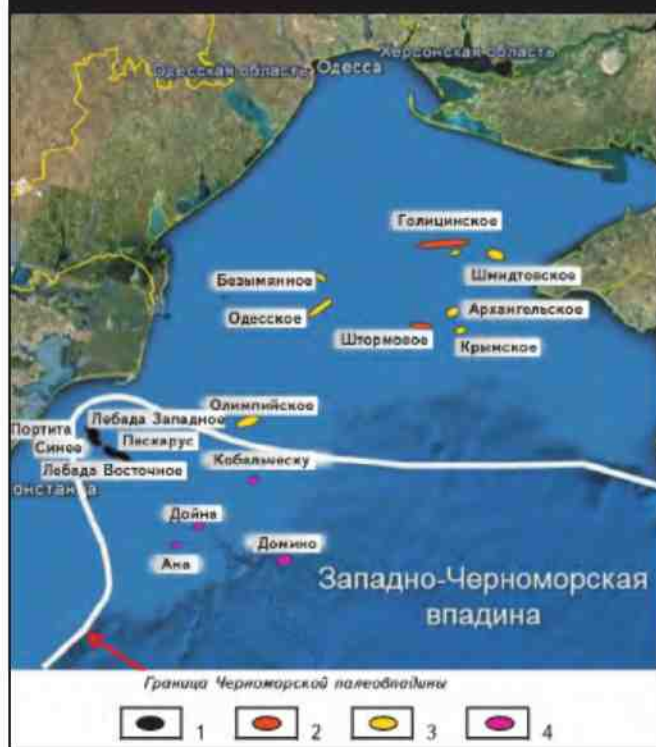 Херсонская область
Одесская область Одесса
Голицинское
Безымянное
Шмидтовское
Одесское
Архангельское
Штормовое
Крымское
Олимпийское
Лебада Западное
Портита
Синее
Пескарус
Кобальческу
Лебада Восточное
онстанца
Дойна
Ана
Домино
Западно-Черноморская
впадина
Граница Черноморской палеовпадины
1 2 3 4